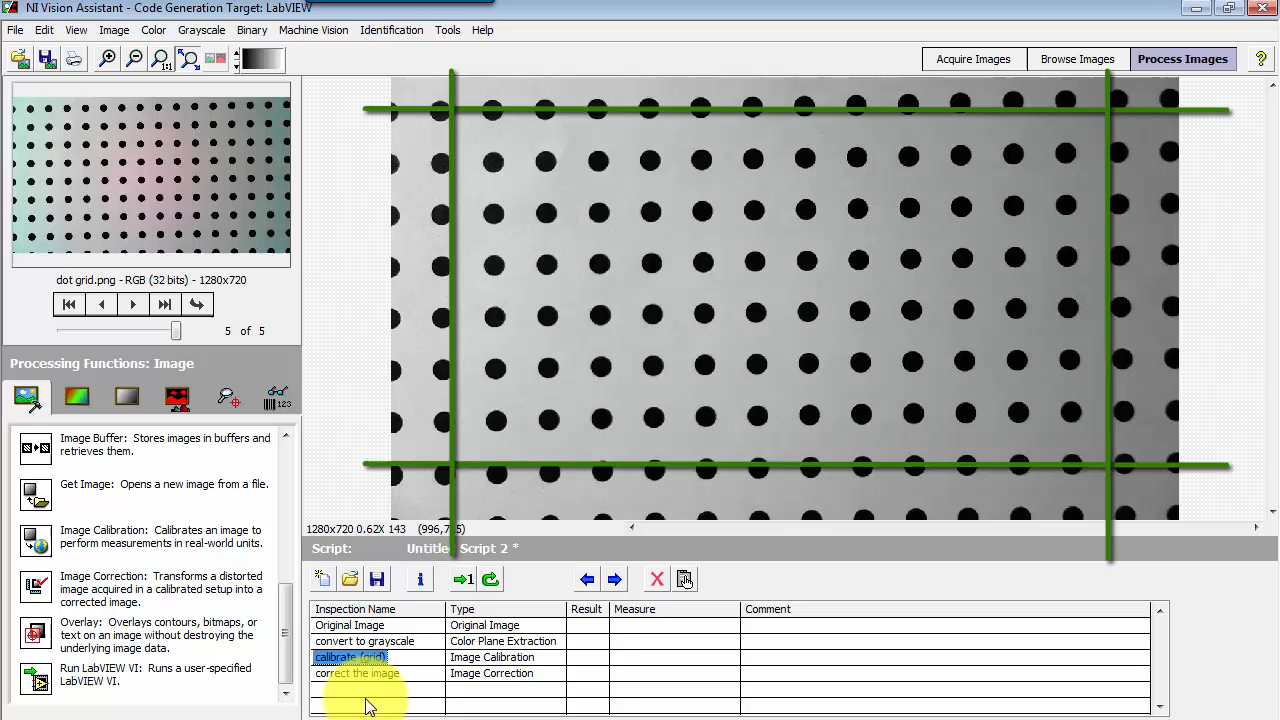 NI Vision Assistant - Code Generation Target: LabVIEW
File Edit View Image Color Grayscale Binary Machine Vision Identification Tools Help
1:1
Acquire Images Browse Images Process Images ?
dot grid.png - RGB (32 bits) - 1280x720
5 of 5
Processing Functions: Image
123
Image Buffer: Stores images in buffers and
retrieves them.
Get Image: Opens a new image from a file.
Image Calibration: Calibrates an image to
perform measurements in real-world units.
Image Correction: Transforms a distorted
image acquired in a calibrated setup into a
corrected image.
Overlay: Overlays contours, bitmaps, or
text on an image without destroying the
underlying image data.
Run LabVIEW VI: Runs a user-specified
LabVIEW VI.
1280x720 0.62X 143
Script: Script 2 *
Inspection Name Type Result Measure Comment
Original Image Original Image
convert to grayscale Color Plane Extraction
calibrate (grid) Image Calibration
correct the image Image Correction